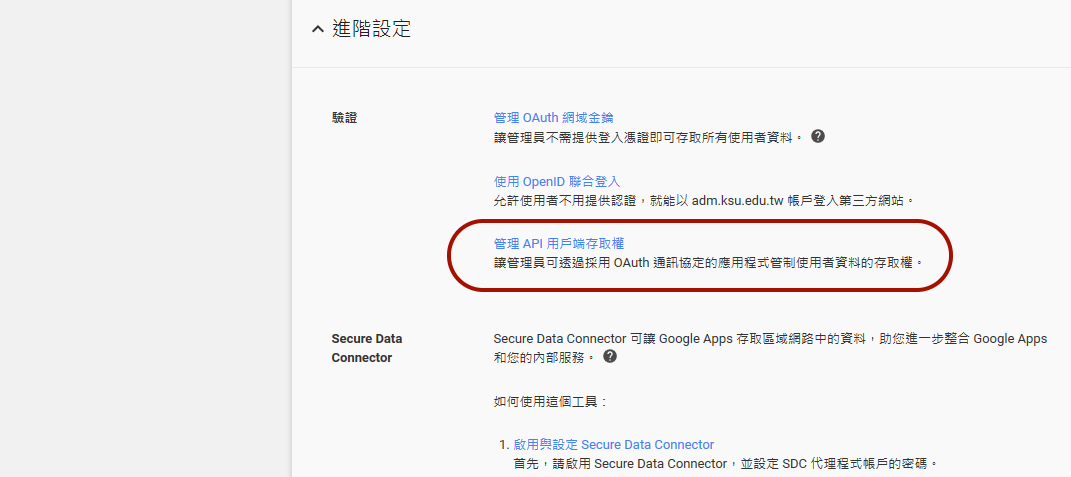 進階設定
驗證
管理 OAuth 網域金鑰
讓管理員不需提供登入憑證即可存取所有使用者資料。
使用 OpenID 聯合登入
允許使用者不用提供認證，就能以 adm.ksu.edu.tw 帳戶登入第三方網站。
管理 API 用戶端存取權
讓管理員可透過採用 OAuth 通訊協定的應用程式管制使用者資料的存取權。
Secure Data
Connector
Secure Data Connector 可讓 Google Apps 存取區域網路中的資料，助您進一步整合 Google Apps
和您的內部服務。
如何使用這個工具：
1. 啟用與設定 Secure Data Connector
首先，請啟用 Secure Data Connector，並設定 SDC 代理程式帳戶的密碼。